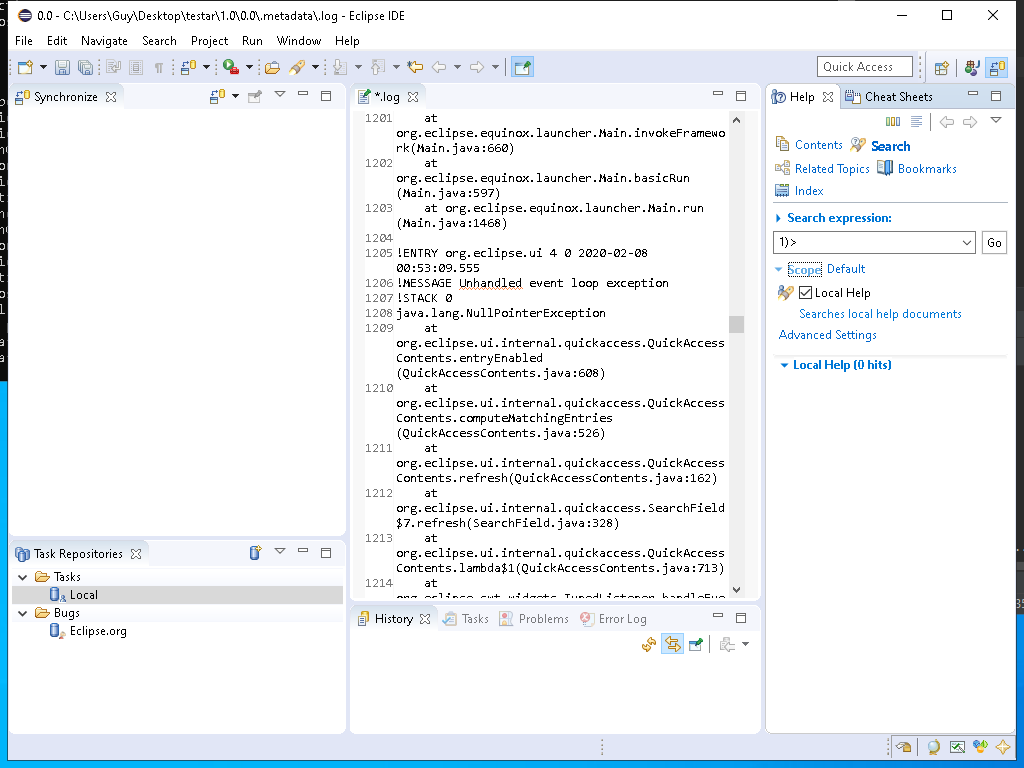 0.0 - C:\Users\Guy\Desktop\testar\1.0\0.0\.metadata\.log - Eclipse IDE
File Edit Navigate Search Project Run Window Help
Quick Access
Synchronize
*.log
1201 at
org.eclipse.equinox.launcher.Main.invokeFramewo
rk(Main.java:660)
1202 at
org.eclipse.equinox.launcher.Main.basicRun
(Main.java:597)
1203 at org.eclipse.equinox.launcher.Main.run
(Main.java:1468)
1204
1205 !ENTRY org.eclipse.ui 4 0 2020-02-08
00:53:09.555
1206 !MESSAGE Unhandled event loop exception
1207 !STACK 0
1208 java.lang.NullPointerException
1209 at
org.eclipse.ui.internal.quickaccess.QuickAccess
Contents.entryEnabled
(QuickAccessContents.java:608)
1210 at
org.eclipse.ui.internal.quickaccess.QuickAccess
Contents.computeMatchingEntries
(QuickAccessContents.java:526)
1211 at
org.eclipse.ui.internal.quickaccess.QuickAccess
Contents.refresh(QuickAccessContents.java:162)
1212 at
org.eclipse.ui.internal.quickaccess.SearchField
$7.refresh(SearchField.java:328)
1213 at
org.eclipse.ui.internal.quickaccess.QuickAccess
Contents.lambda$1(QuickAccessContents.java:713)
1214 at
org.eclipse.swt.widgets.TypedListener.handleEve
Help Cheat Sheets
Contents Search
Related Topics Bookmarks
Index
Search expression:
1)> Go
Scope Default
Local Help
Searches local help documents
Advanced Settings
Local Help (0 hits)
Task Repositories
Tasks
Local
Bugs
Eclipse.org
History Tasks Problems Error Log